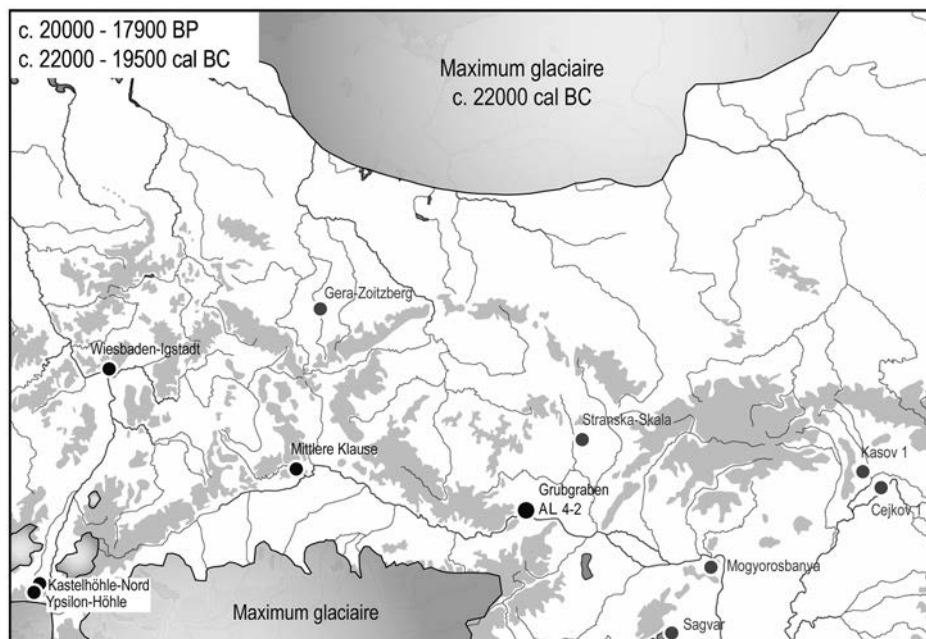 c. 20000 - 17900 BP
c. 22000 - 19500 cal BC
Maximum glaciaire
c. 22000 cal BC
Gera-Zoitzberg
Wiesbaden-Igstadt
Stranska-Skala
Mittlere Klause
Kasov 1
Grubgraben
AL 4-2
Cejkov 1
Mogyorosbanya
Kastelhöhle-Nord
Ypsilon-Höhle
Maximum glaciaire
Sagvar